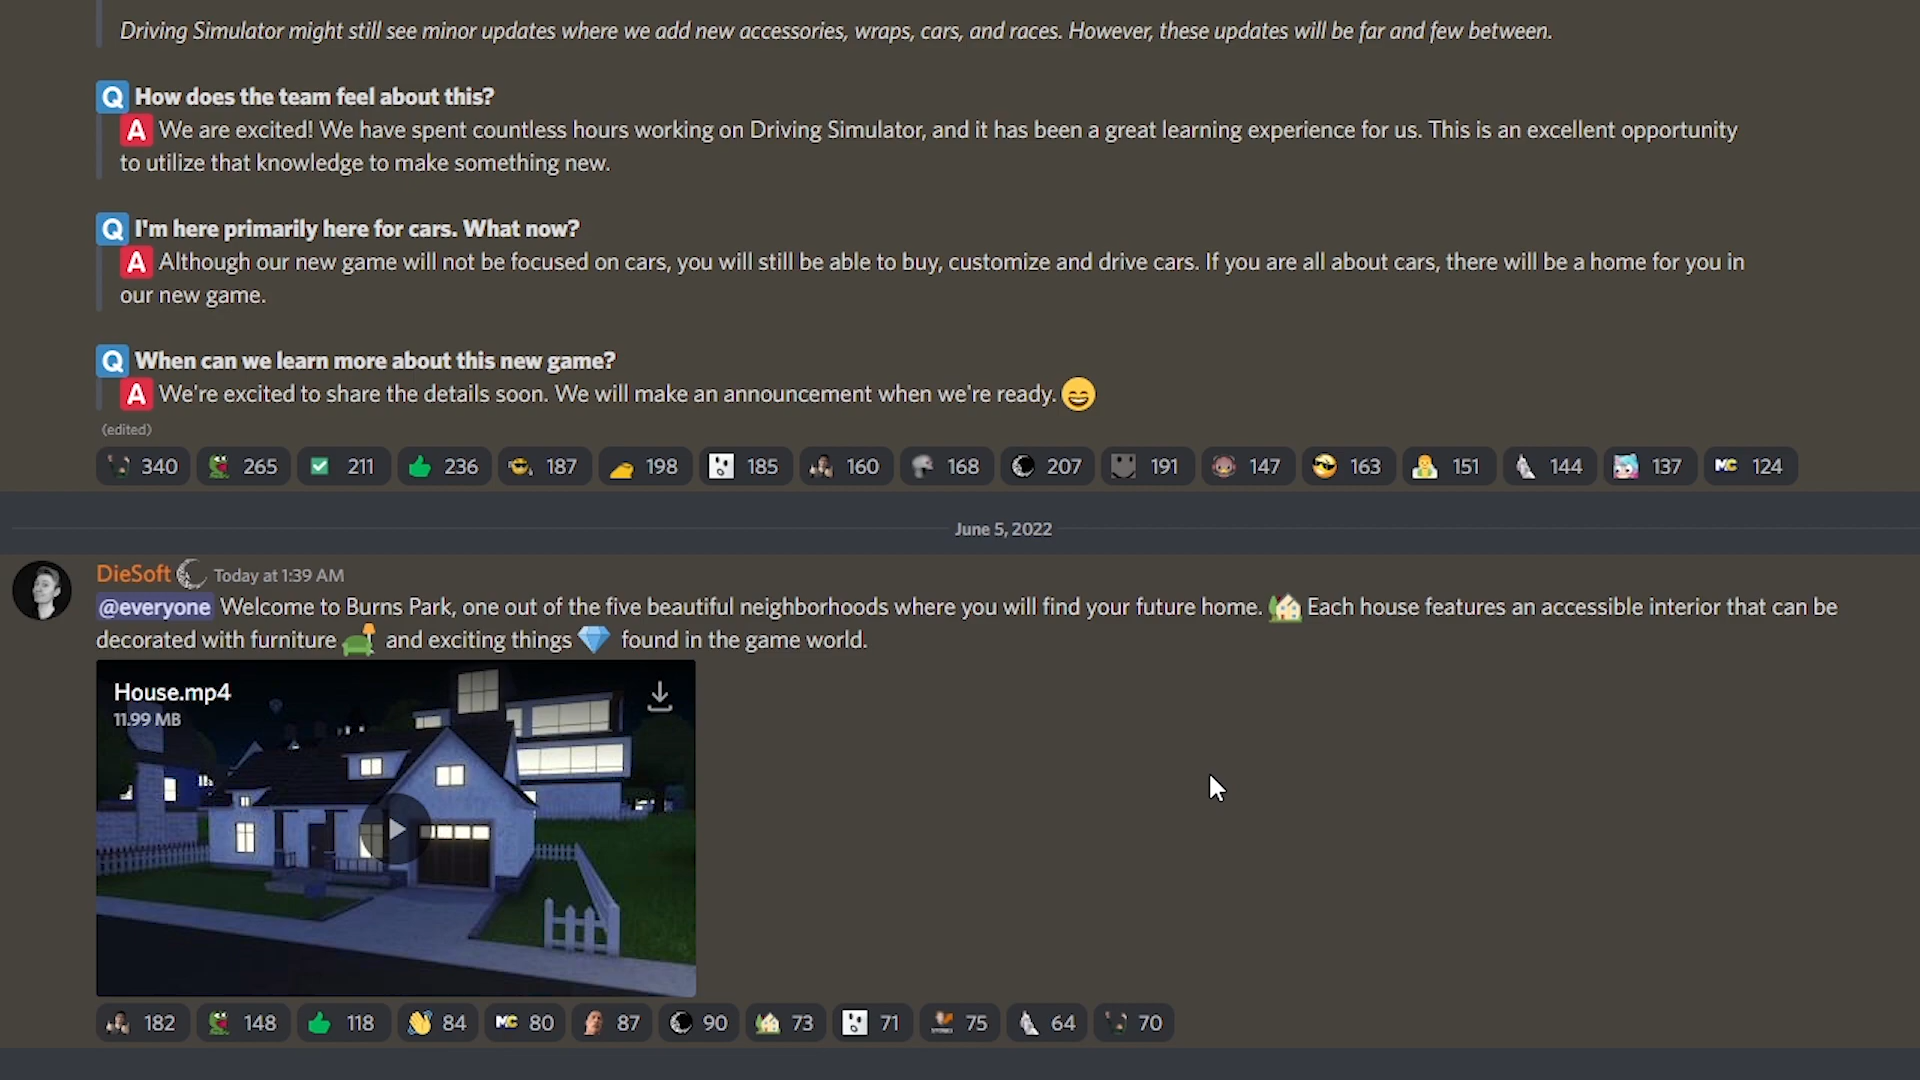 Driving Simulator might still see minor updates where we add new accessories, wraps, cars, and races. However, these updates will be far and few between.
Q How does the team feel about this?
A We are excited! We have spent countless hours working on Driving Simulator, and it has been a great learning experience for us. This is an excellent opportunity
to utilize that knowledge to make something new.
Q I'm here primarily here for cars. What now?
A Although our new game will not be focused on cars, you will still be able to buy, customize and drive cars. If you are all about cars, there will be a home for you in
our new game.
Q When can we learn more about this new game?
A We're excited to share the details soon. We will make an announcement when we're ready.
(edited)
340 265 211 236 187 198 185 160 168 207 191 147 163 151 144 137 MC 124
June 5, 2022
DieSoft Today at 1:39 AM
@everyone Welcome to Burns Park, one out of the five beautiful neighborhoods where you will find your future home. Each house features an accessible interior that can be
decorated with furniture and exciting things found in the game world.
House.mp4
11.99 MB
182 148 118 84 MC 80 87 90 73 71 75 64 70